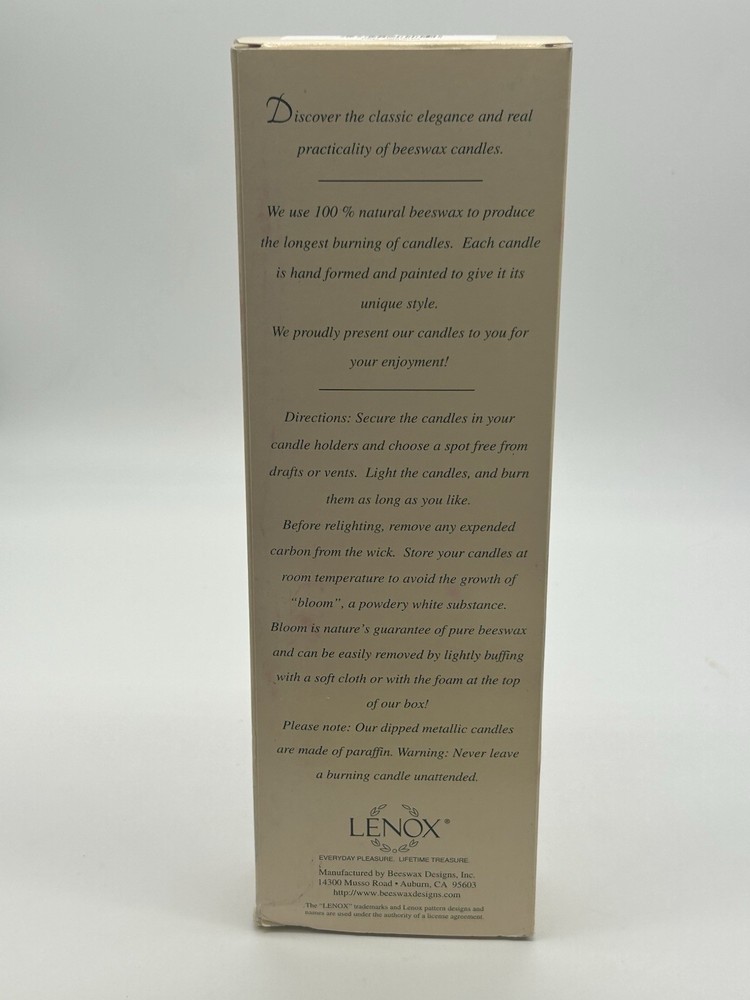 Discover the classic elegance and real
practicality of beeswax candles.
We use 100 % natural beeswax to produce
the longest burning of candles. Each candle
is hand formed and painted to give it its
unique style.
We proudly present our candles to you for
your enjoyment!
Directions: Secure the candles in your
candle holders and choose a spot free from
drafts or vents. Light the candles, and burn
them as long as you like.
Before relighting, remove any expended
carbon from the wick. Store your candles at
room temperature to avoid the growth of
"bloom", a powdery white substance.
Bloom is nature's guarantee of pure beeswax
and can be easily removed by lightly buffing
with a soft cloth or with the foam at the top
of our box!
Please note: Our dipped metallic candles
are made of paraffin. Warning: Never leave
a burning candle unattended.
LENOX®
EVERYDAY PLEASURE. LIFETIME TREASURE.
Manufactured by Beeswax Designs, Inc.
14300 Musso Road • Auburn, CA 95603
http://www.beeswaxdesigns.com
The "LENOX" trademarks and Lenox pattern designs and
names are used under the authority of a license agreement.